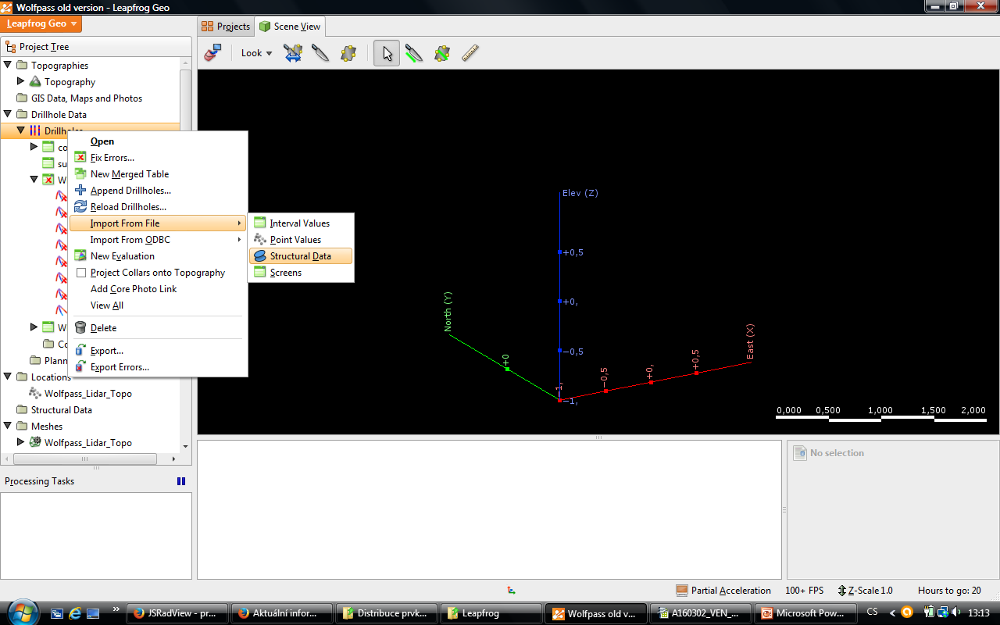 Wolfpass old version - Leapfrog Geo
Leapfrog Geo
Projects
Scene View
Project Tree
Look
Topographies
Topography
GIS Data, Maps and Photos
Drillhole Data
Drillholes
co
su
W
W
Co
Plann
Locations
Wolfpass_Lidar_Topo
Structural Data
Meshes
Wolfpass_Lidar_Topo
Open
Fix Errors...
New Merged Table
Append Drillholes...
Reload Drillholes...
Import From File
Import From ODBC
New Evaluation
Project Collars onto Topography
Add Core Photo Link
View All
Delete
Export...
Export Errors...
Interval Values
Point Values
Structural Data
Screens
Elev (Z)
+0,5
+0,
−0,5
−1,
North (Y)
+0
−1,
−0,5
+0,
+0,5
East (X)
0,000 0,500 1,000 1,500 2,000
Processing Tasks
No selection
Partial Acceleration
100+ FPS
Z-Scale 1.0
Hours to go: 20
»
JSRadView - pr...
Aktuální infor...
Distribuce prvk...
Leapfrog
Wolfpass old v...
A160302_VEN_...
Microsoft Pow...
CS
13:13